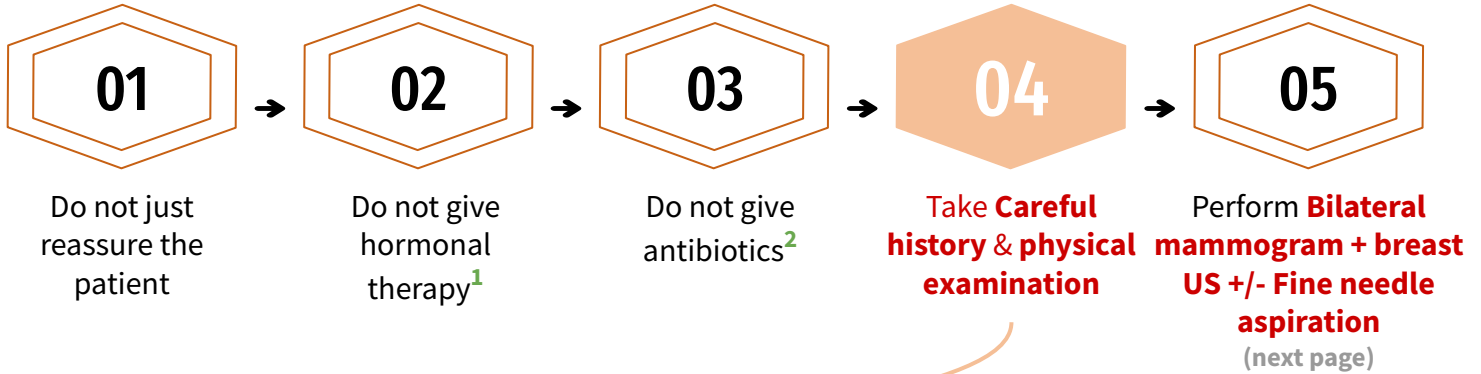 01
Do not just
reassure the
patient
02
Do not give
hormonal
therapy1
03
Do not give
antibiotics2
04
Take Careful
history & physical
examination
05
Perform Bilateral
mammogram + breast
US +/- Fine needle
aspiration
(next page)